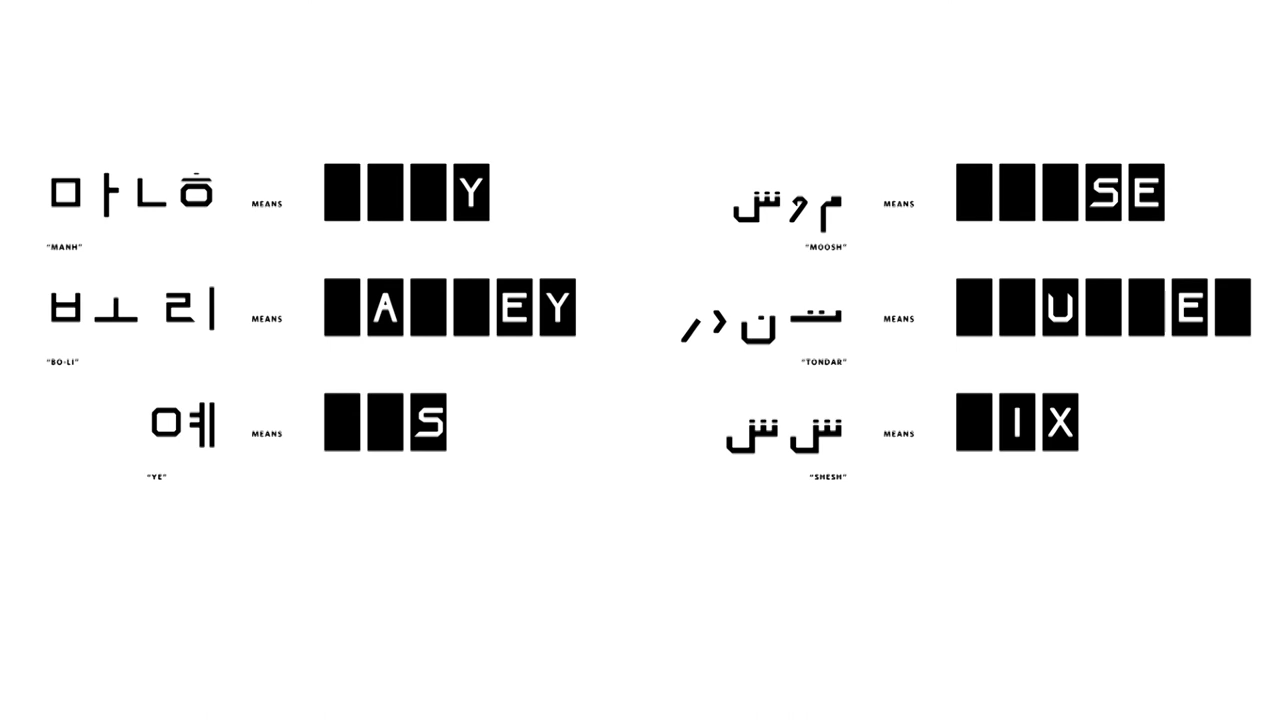 ㅁㅏㄴㅎ MEANS Y
"MANH"
ㅂㅗ ㄹㅣ MEANS A EY
"BO-LI"
예 MEANS S
"YE"
موش MEANS SE
"MOOSH"
تندر MEANS U E
"TONDAR"
شش MEANS IX
"SHESH"